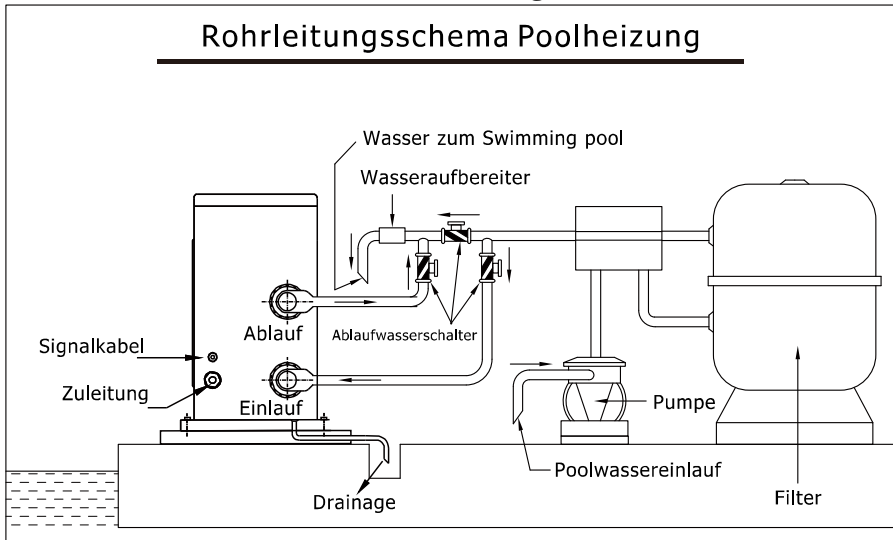 Rohrleitungsschema Poolheizung
Wasser zum Swimming pool
Wasseraufbereiter
Ablauf
Ablaufwasserschalter
Signalkabel
Zuleitung
Einlauf
Pumpe
Poolwassereinlauf
Drainage
Filter